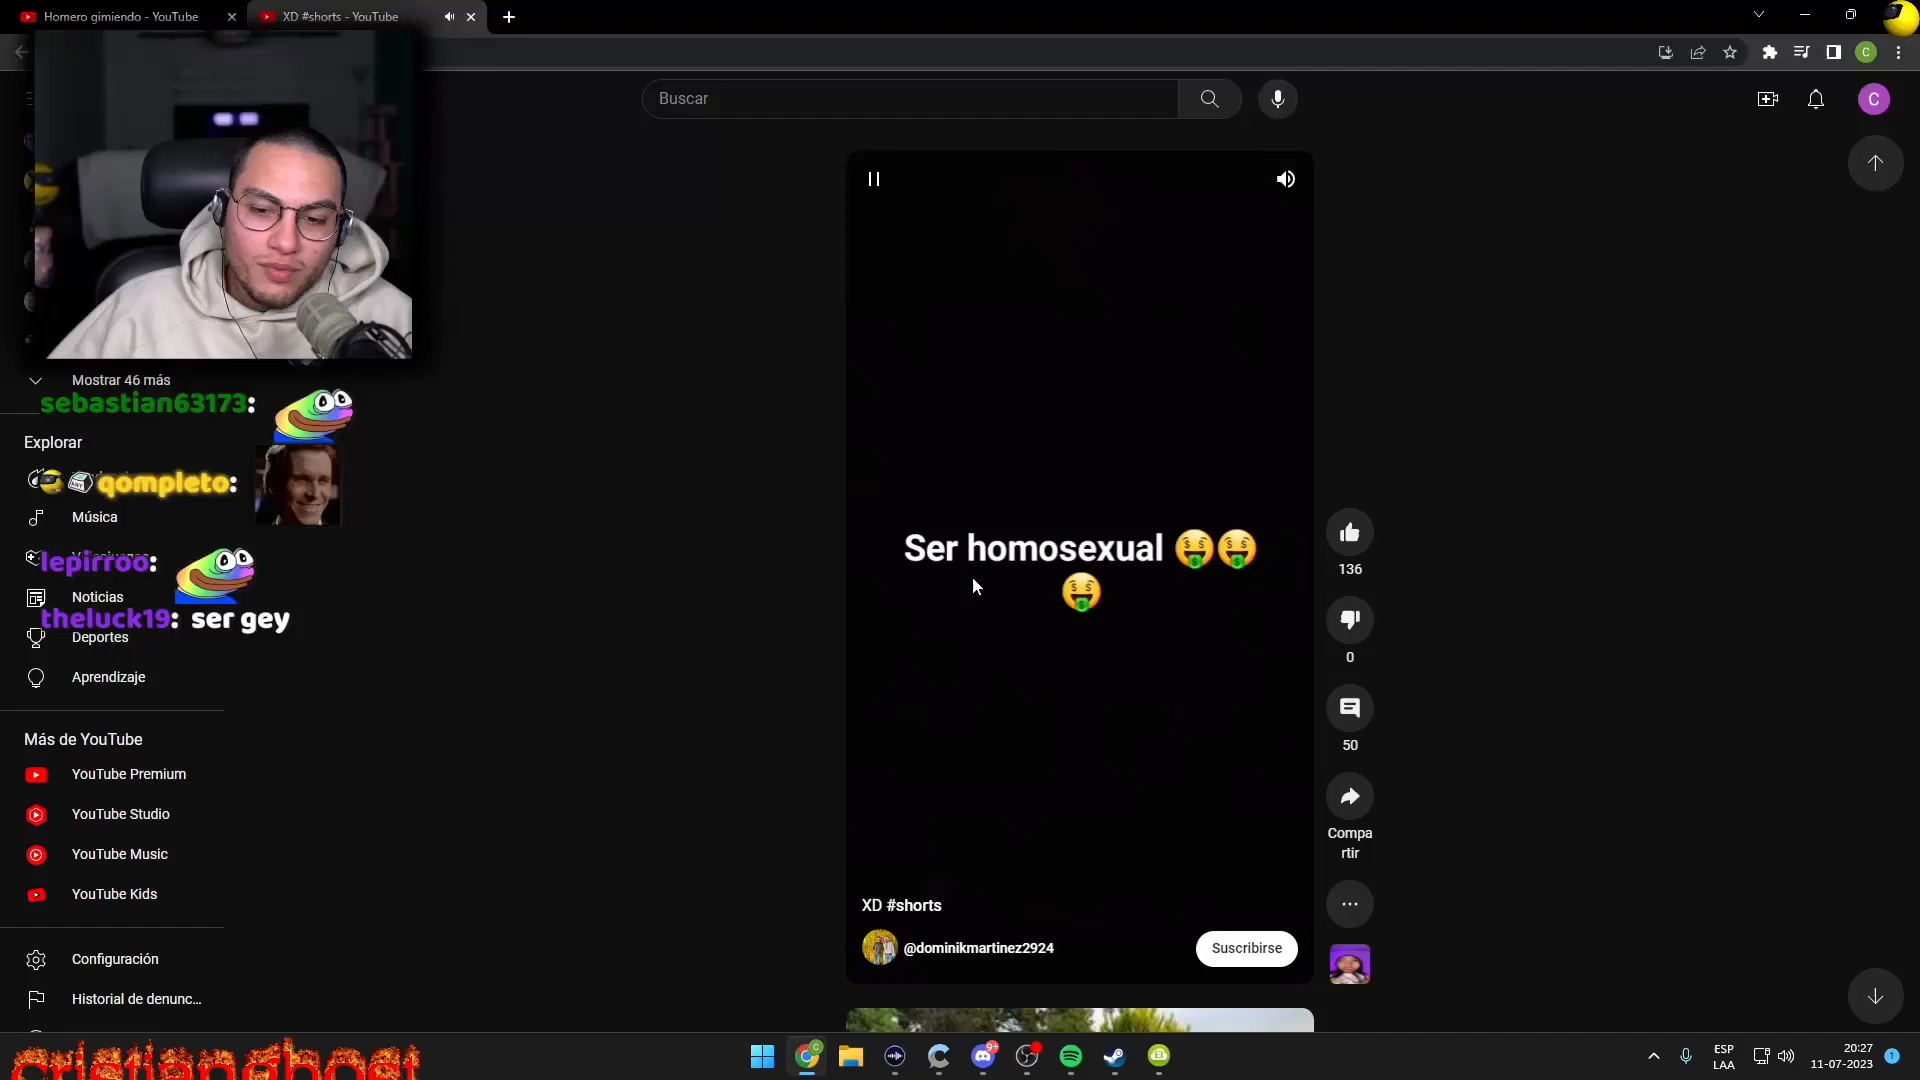 Homero gimiendo - YouTube
XD #shorts - YouTube
C
Buscar
C
Mostrar 46 más
sebastian63173:
Explorar
qompleto:
Música
lepirroo:
Noticias
theluck19: ser gey
Deportes
Aprendizaje
Más de YouTube
YouTube Premium
YouTube Studio
YouTube Music
YouTube Kids
Configuración
Historial de denunc...
Ser homosexual 🤑🤑
🤑
136
0
50
Compa
rtir
XD #shorts
@dominikmartinez2924
Suscribirse
9+
ESP
LAA
20:27
11-07-2023
1